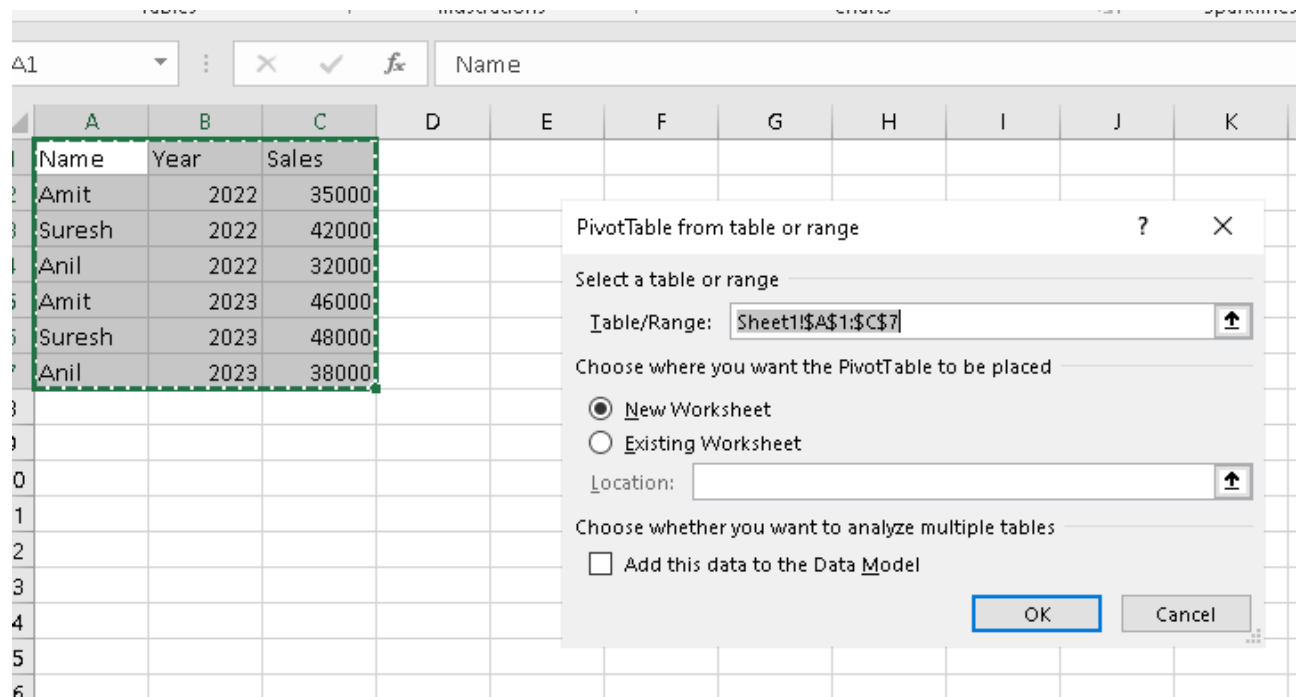 A1 fx Name
A B C D E F G H I J K
Name Year Sales
Amit 2022 35000
Suresh 2022 42000
Anil 2022 32000
Amit 2023 46000
Suresh 2023 48000
Anil 2023 38000
PivotTable from table or range ? 
Select a table or range
Table/Range: Sheet1!$A$1:$C$7
Choose where you want the PivotTable to be placed
New Worksheet
Existing Worksheet
Location:
Choose whether you want to analyze multiple tables
Add this data to the Data Model
OK Cancel